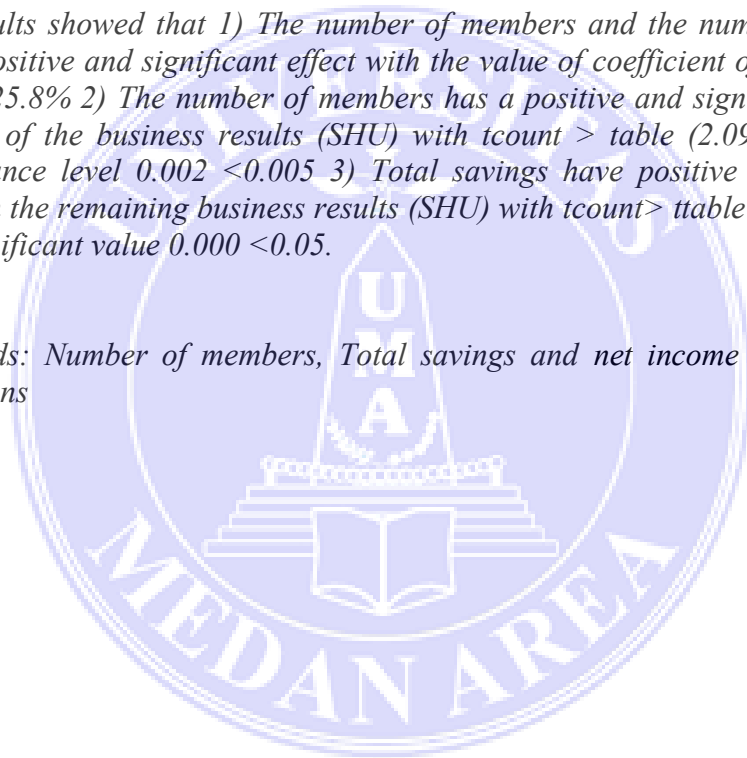 ults showed that 1) The number of members and the num
ositive and significant effect with the value of coefficient o
25.8% 2) The number of members has a positive and sign
of the business results (SHU) with tcount > table (2.09
ance level 0.002 <0.005 3) Total savings have positive
the remaining business results (SHU) with tcount> ttable
ificant value 0.000 <0.05.
ds: Number of members, Total savings and net income
ns
UNIVERSITAS
UMA
MEDAN AREA